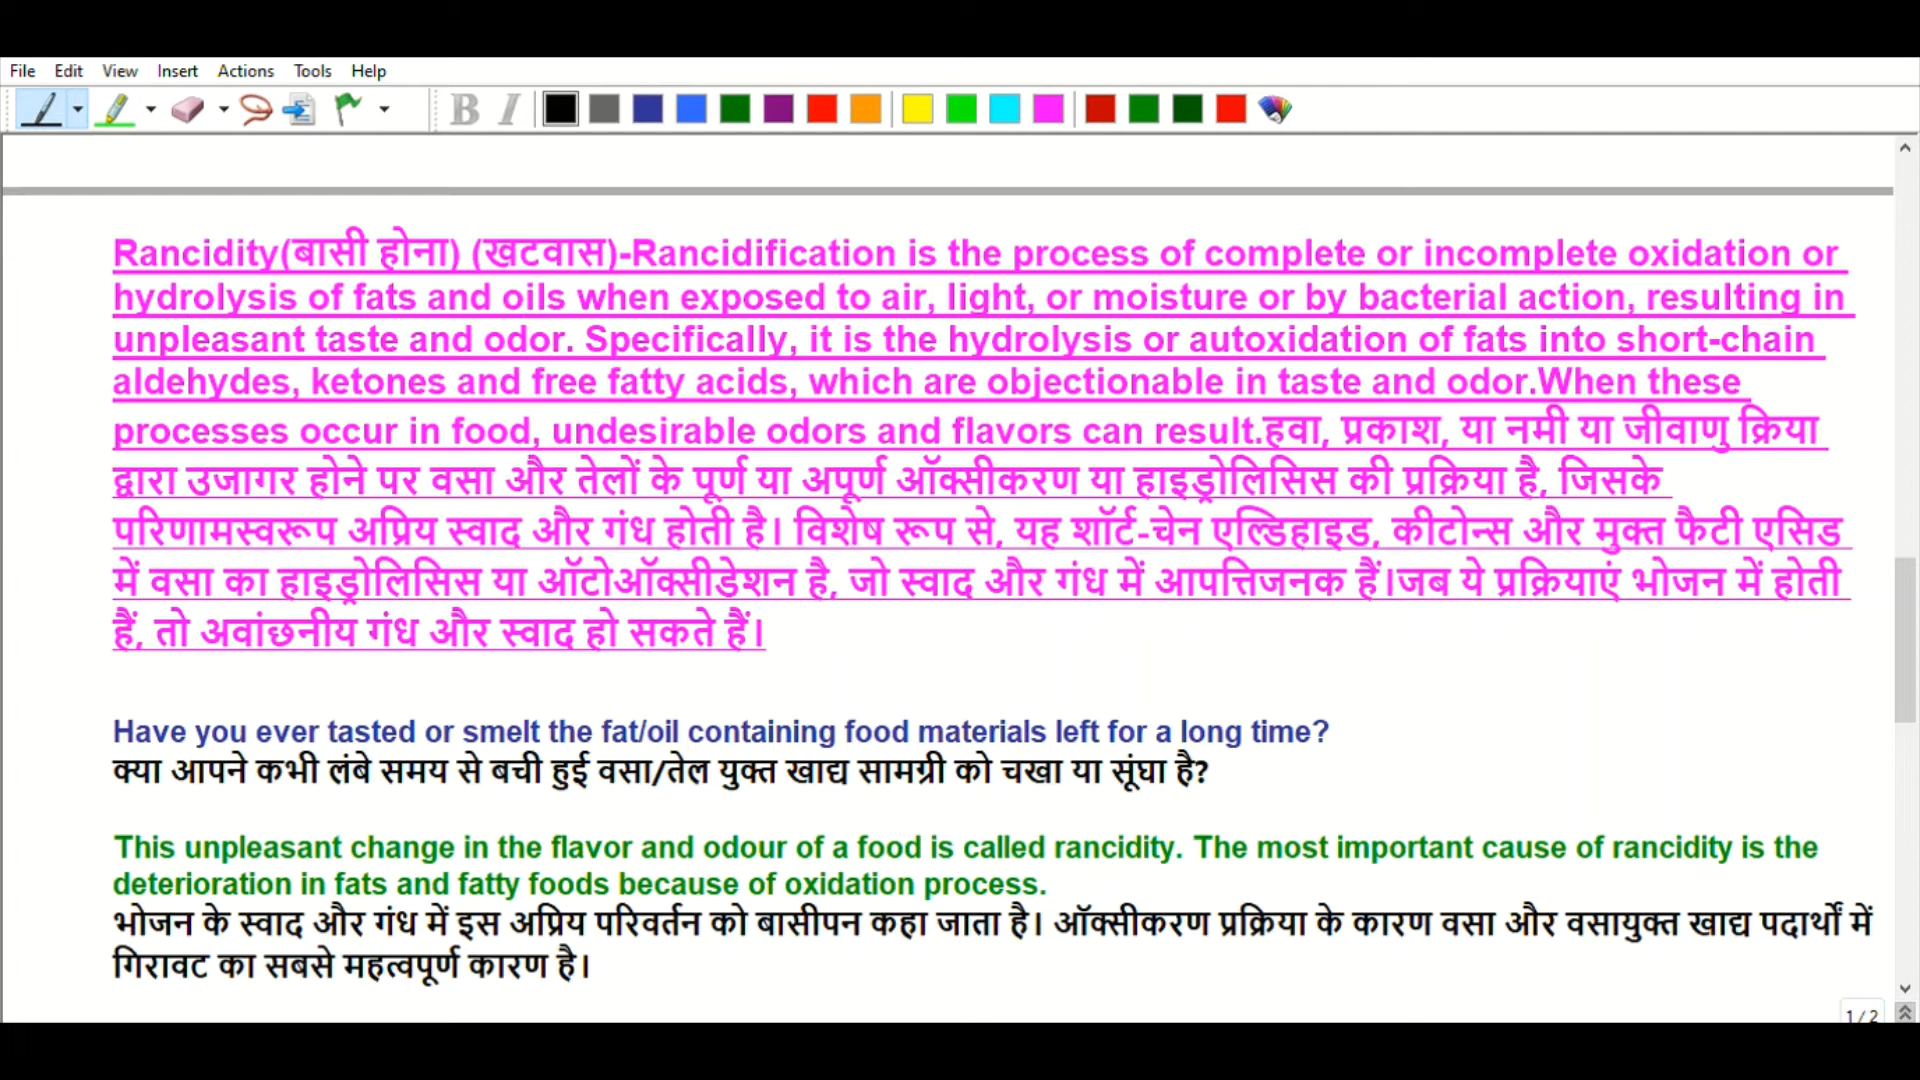 File Edit View Insert Actions Tools Help
B I
Rancidity(बासी होना) (खटवास)-Rancidification is the process of complete or incomplete oxidation or
hydrolysis of fats and oils when exposed to air, light, or moisture or by bacterial action, resulting in
unpleasant taste and odor. Specifically, it is the hydrolysis or autoxidation of fats into short-chain
aldehydes, ketones and free fatty acids, which are objectionable in taste and odor.When these
processes occur in food, undesirable odors and flavors can result.हवा, प्रकाश, या नमी या जीवाणु क्रिया
द्वारा उजागर होने पर वसा और तेलों के पूर्ण या अपूर्ण ऑक्सीकरण या हाइड्रोलिसिस की प्रक्रिया है, जिसके
परिणामस्वरूप अप्रिय स्वाद और गंध होती है। विशेष रूप से, यह शॉर्ट-चेन एल्डिहाइड, कीटोन्स और मुक्त फैटी एसिड
में वसा का हाइड्रोलिसिस या ऑटोऑक्सीडेशन है, जो स्वाद और गंध में आपत्तिजनक हैं।जब ये प्रक्रियाएं भोजन में होती
हैं, तो अवांछनीय गंध और स्वाद हो सकते हैं।
Have you ever tasted or smelt the fat/oil containing food materials left for a long time?
क्या आपने कभी लंबे समय से बची हुई वसा/तेल युक्त खाद्य सामग्री को चखा या सूंघा है?
This unpleasant change in the flavor and odour of a food is called rancidity. The most important cause of rancidity is the
deterioration in fats and fatty foods because of oxidation process.
भोजन के स्वाद और गंध में इस अप्रिय परिवर्तन को बासीपन कहा जाता है। ऑक्सीकरण प्रक्रिया के कारण वसा और वसायुक्त खाद्य पदार्थों में
गिरावट का सबसे महत्वपूर्ण कारण है।
1/2